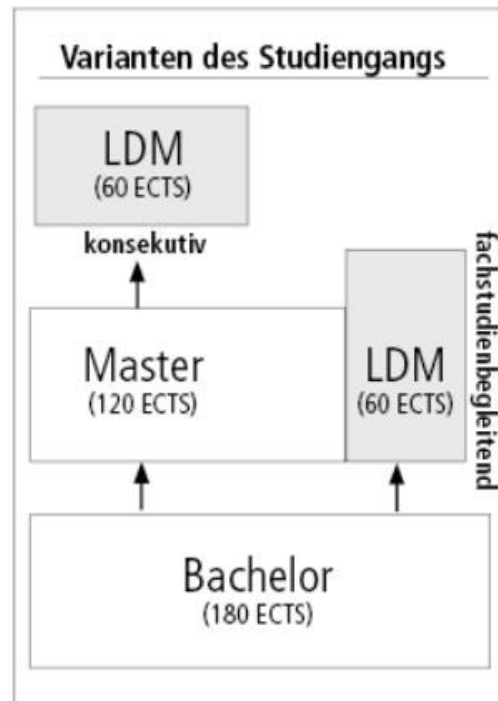 Varianten des Studiengangs
LDM
(60 ECTS)
konsekutiv
Master
(120 ECTS)
LDM
(60 ECTS)
fachstudienbegleitend
Bachelor
(180 ECTS)